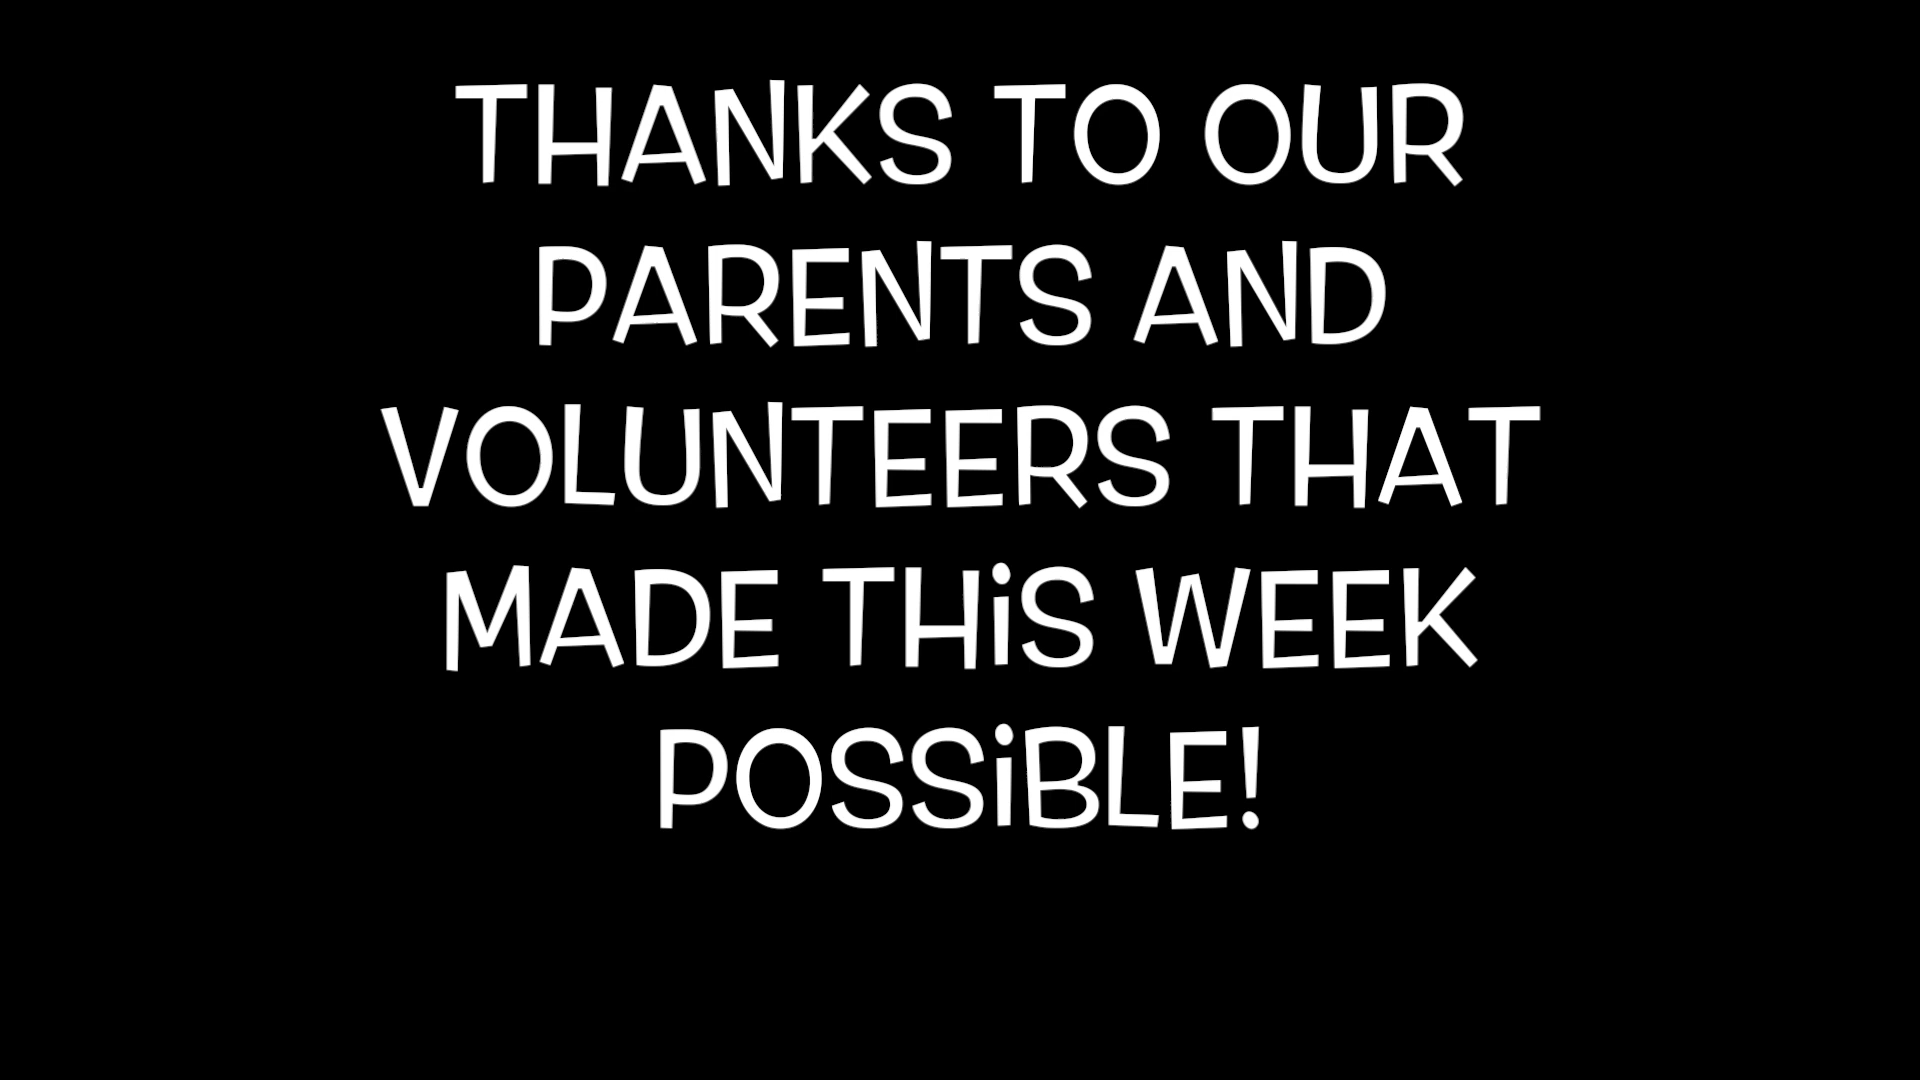 THANKS TO OUR
PARENTS AND
VOLUNTEERS THAT
MADE THiS WEEK
POSSiBLE!